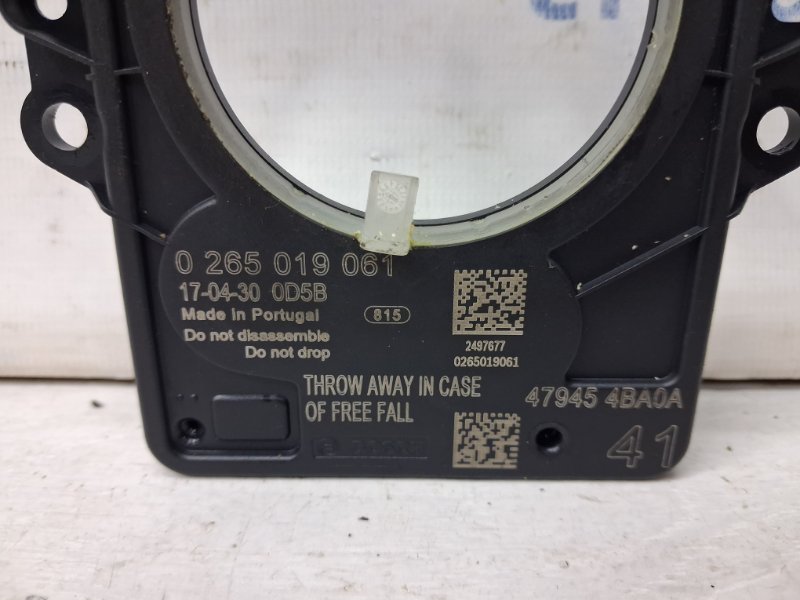 0 265 019 061
17-04-30 0D5B
Made in Portugal
815
Do not disassemble
Do not drop
2497677
0265019061
THROW AWAY IN CASE
OF FREE FALL
47945 4BA0A
41